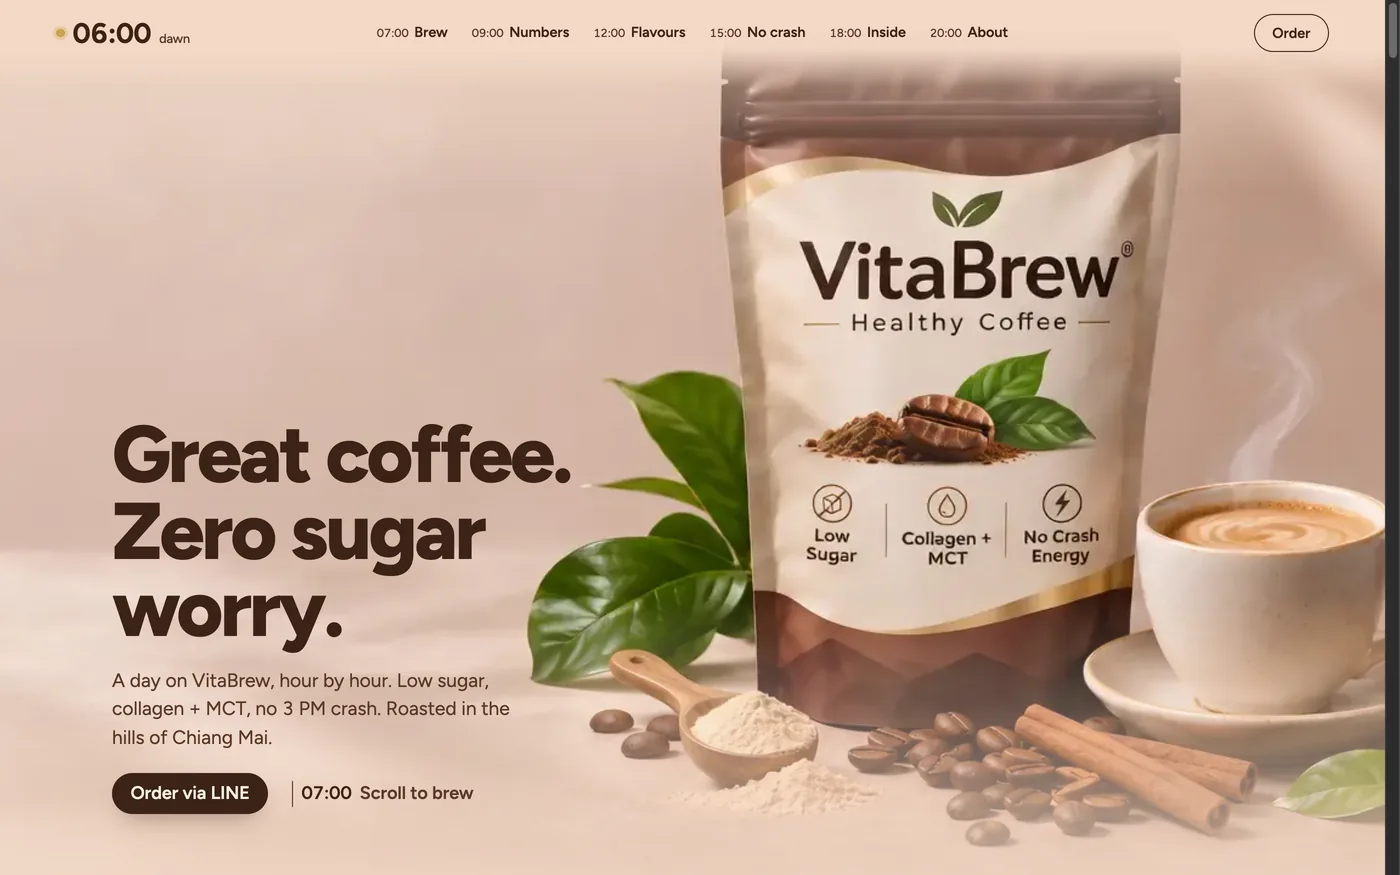 06:00 dawn
07:00 Brew 09:00 Numbers 12:00 Flavours 15:00 No crash 18:00 Inside 20:00 About
Order
VitaBrew®
Healthy Coffee
Low Sugar
Collagen + MCT
No Crash Energy
Great coffee.
Zero sugar
worry.
A day on VitaBrew, hour by hour. Low sugar,
collagen + MCT, no 3 PM crash. Roasted in the
hills of Chiang Mai.
Order via LINE
07:00 Scroll to brew